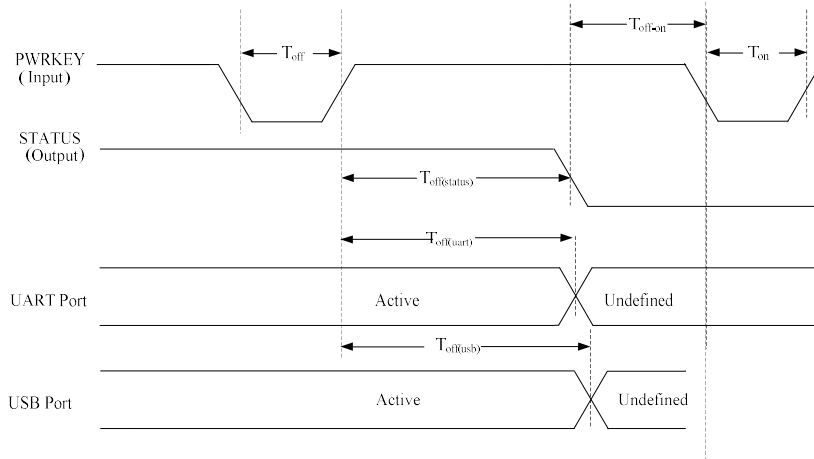 Toff-on
Toff
Ton
PWRKEY
( Input)
STATUS
(Output)
Toff(status)
Toff(uart)
UART Port
Active
Undefined
Toff(usb)
USB Port
Active
Undefined